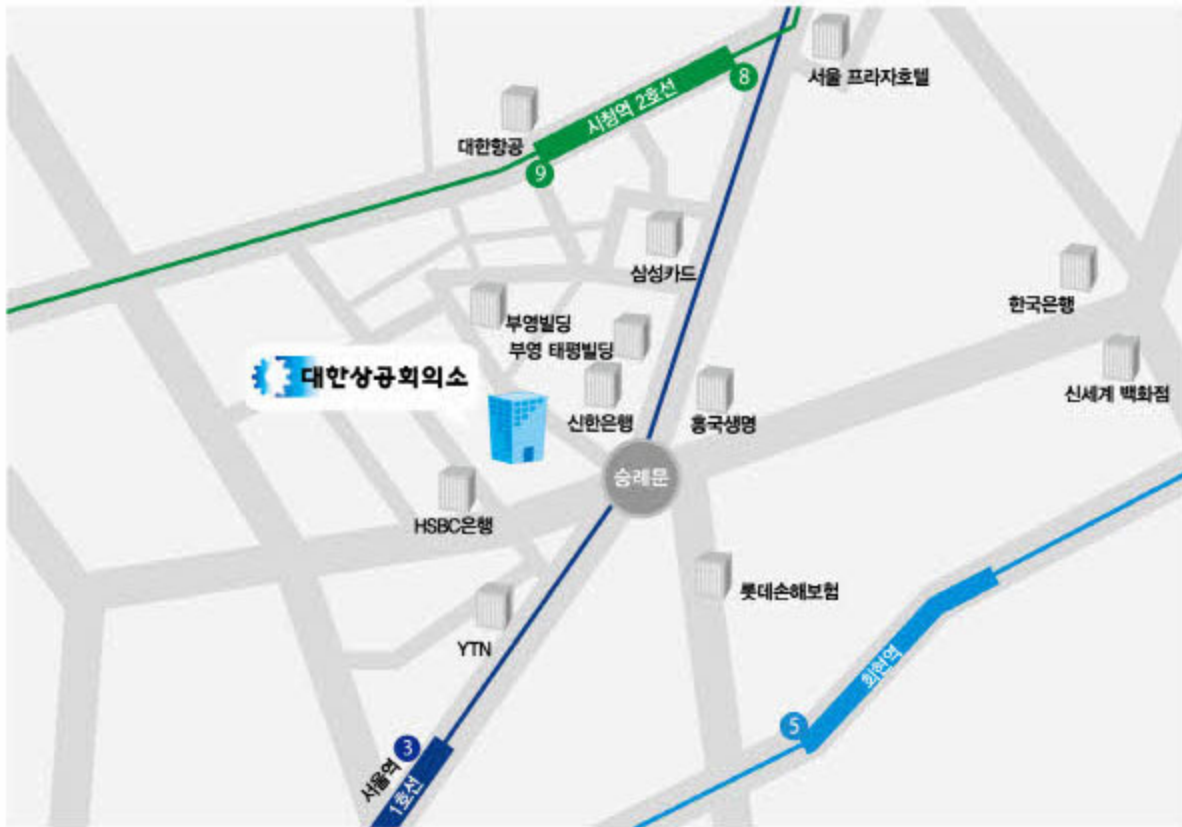 서울 프라자호텔
8
시청역 2호선
대한항공
9
삼성카드
한국은행
부영빌딩
부영 태평빌딩
대한상공회의소
신한은행
흥국생명
신세계 백화점
숭례문
HSBC은행
롯데손해보험
YTN
회현역
5
서울역
3
1호선